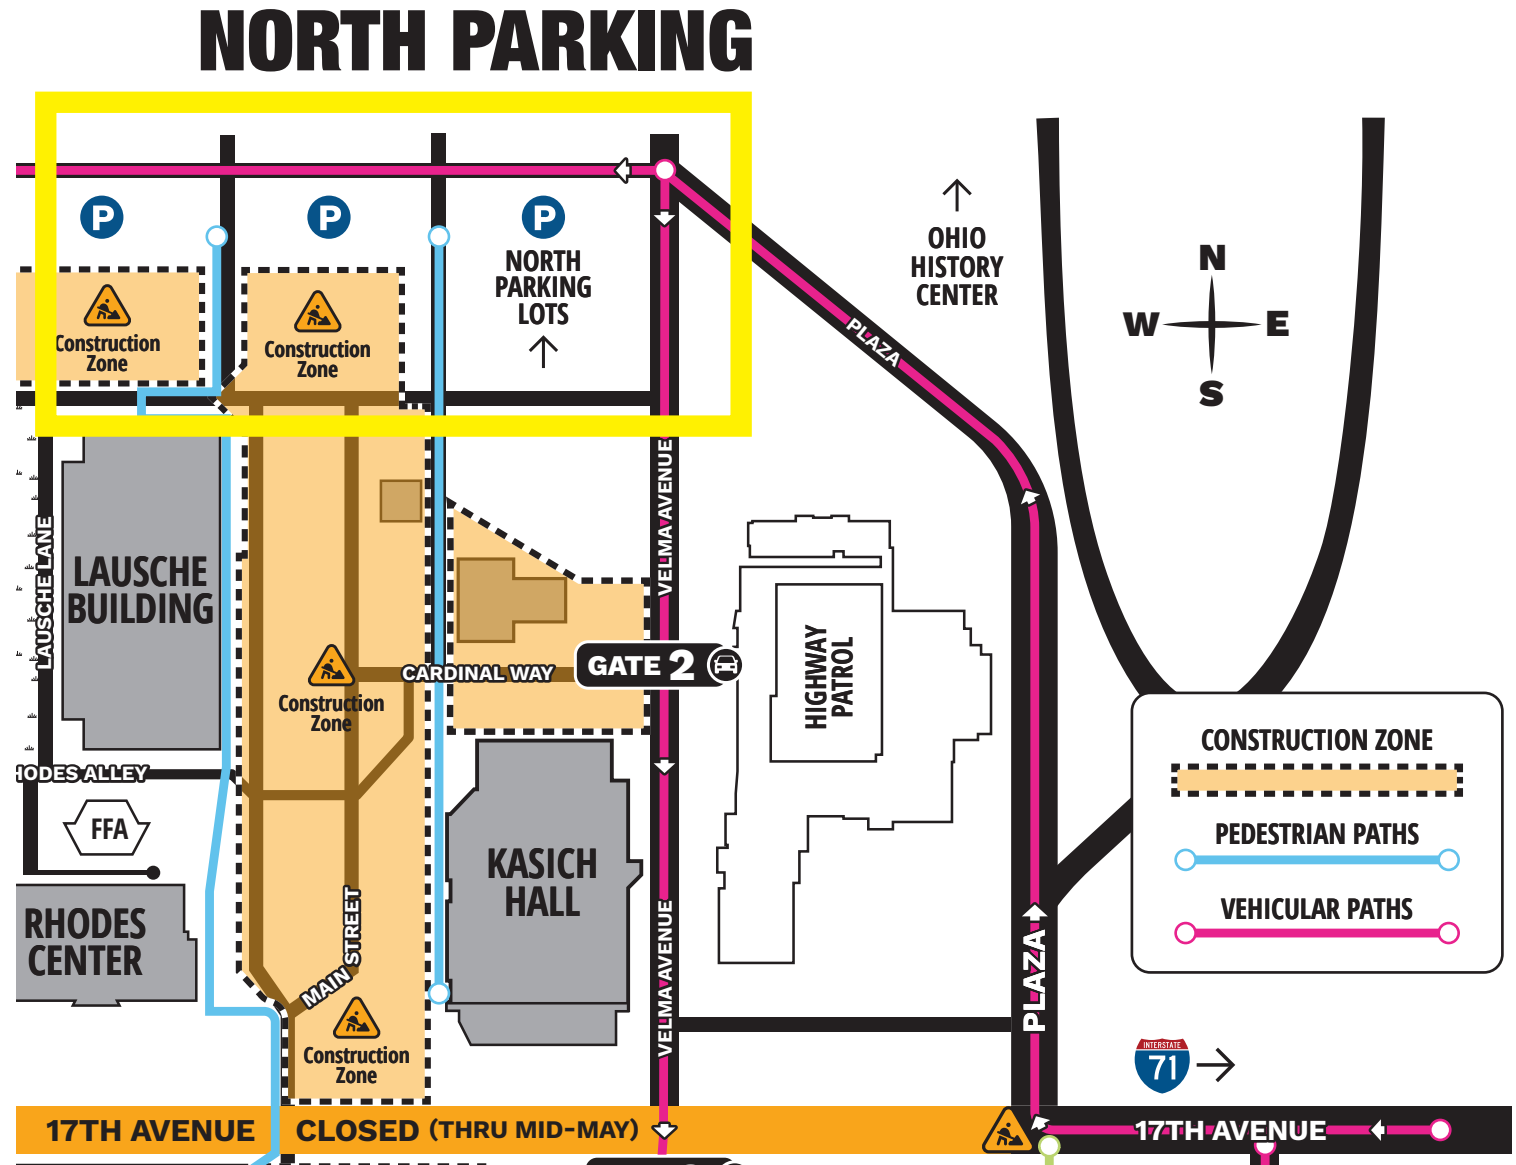 NORTH PARKING
P
P
P
NORTH
PARKING
LOTS
OHIO
HISTORY
CENTER
N
W
E
S
Construction
Zone
Construction
Zone
PLAZA
VELMA AVENUE
LAUSCHE LANE
LAUSCHE
BUILDING
HIGHWAY
PATROL
GATE 2
CARDINAL WAY
Construction
Zone
CONSTRUCTION ZONE
PEDESTRIAN PATHS
VEHICULAR PATHS
HODES ALLEY
FFA
KASICH
HALL
RHODES
CENTER
MAIN STREET
VELMA AVENUE
PLAZA
Construction
Zone
INTERSTATE
71
17TH AVENUE CLOSED (THRU MID-MAY)
17TH AVENUE